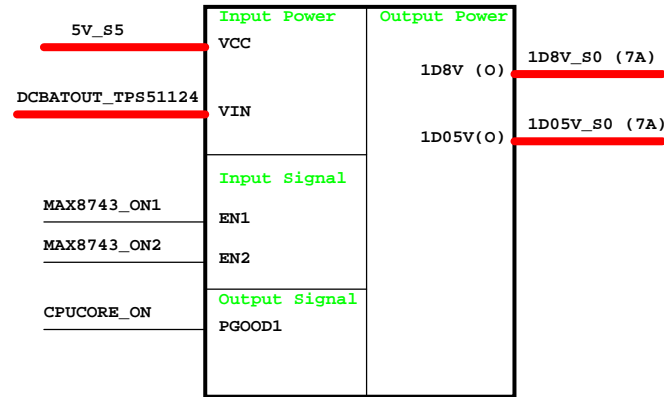 Input Power
Output Power
5V_S5
VCC
1D8V (O)
1D8V_S0 (7A)
DCBATOUT_TPS51124
VIN
1D05V(O)
1D05V_S0 (7A)
Input Signal
MAX8743_ON1
EN1
MAX8743_ON2
EN2
Output Signal
CPUCORE_ON
PGOOD1